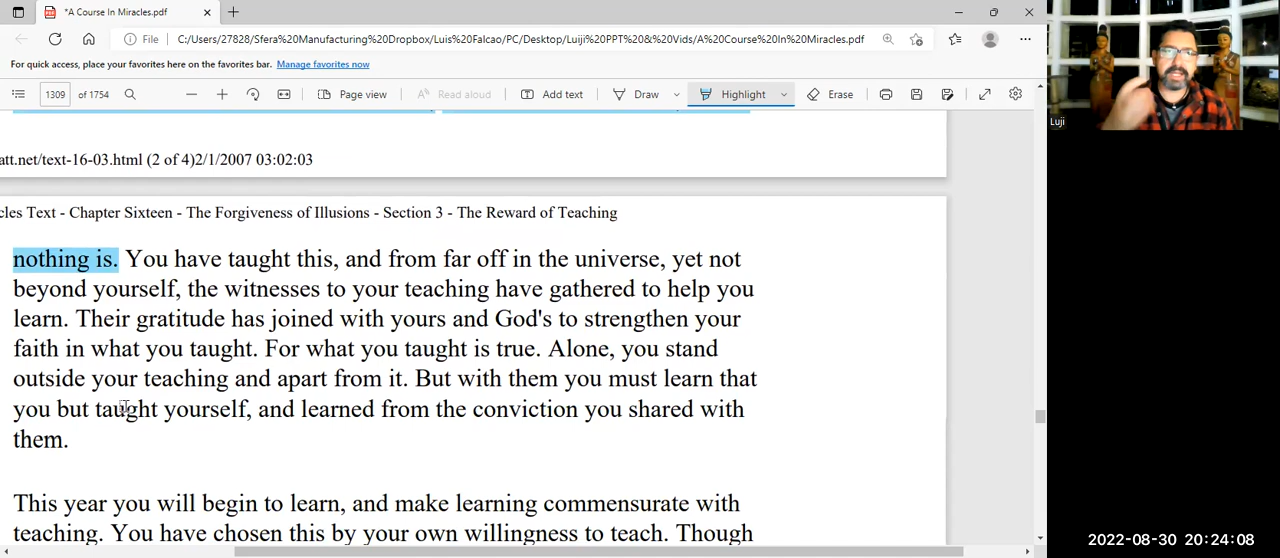 *A Course In Miracles.pdf
File
C:/Users/27828/Sfera%20Manufacturing%20Dropbox/Luis%20Falcao/PC/Desktop/Luiji%20PPT%20&%20Vids/A%20Course%20In%20Miracles.pdf
For quick access, place your favorites here on the favorites bar. Manage favorites now
1309 of 1754
Page view
Read aloud
Add text
Draw
Highlight
Erase
Luji
att.net/text-16-03.html (2 of 4)2/1/2007 03:02:03
cles Text - Chapter Sixteen - The Forgiveness of Illusions - Section 3 - The Reward of Teaching
nothing is. You have taught this, and from far off in the universe, yet not
beyond yourself, the witnesses to your teaching have gathered to help you
learn. Their gratitude has joined with yours and God's to strengthen your
faith in what you taught. For what you taught is true. Alone, you stand
outside your teaching and apart from it. But with them you must learn that
you but taught yourself, and learned from the conviction you shared with
them.
This year you will begin to learn, and make learning commensurate with
teaching. You have chosen this by your own willingness to teach. Though
2022-08-30 20:24:08